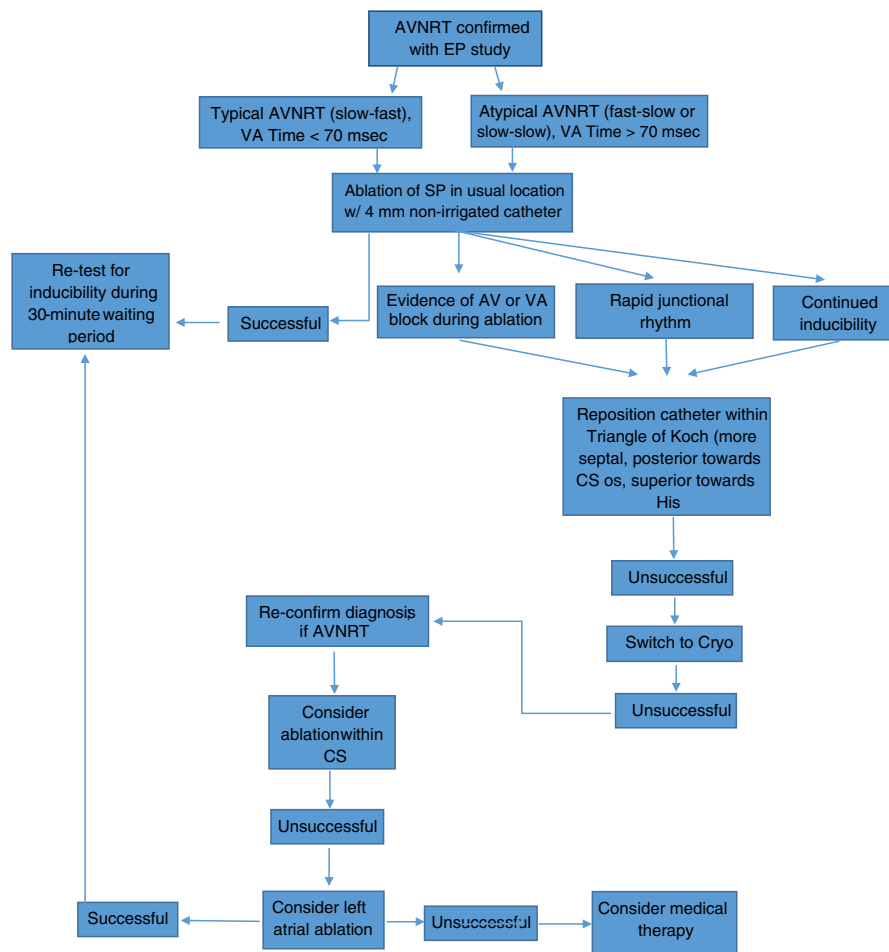 AVNRT confirmed
with EP study
Typical AVNRT (slow-fast),
VA Time < 70 msec
Atypical AVNRT (fast-slow or
slow-slow), VA Time > 70 msec
Ablation of SP in usual location
w/ 4 mm non-irrigated catheter
Re-test for
inducibility during
30-minute waiting
period
Successful
Evidence of AV or VA
block during ablation
Rapid junctional
rhythm
Continued
inducibility
Reposition catheter within
Triangle of Koch (more
septal, posterior towards
CS os, superior towards
His
Unsuccessful
Switch to Cryo
Unsuccessful
Re-confirm diagnosis
if AVNRT
Consider
ablation within
CS
Unsuccessful
Consider left
atrial ablation
Successful
Unsuccessful
Consider medical
therapy